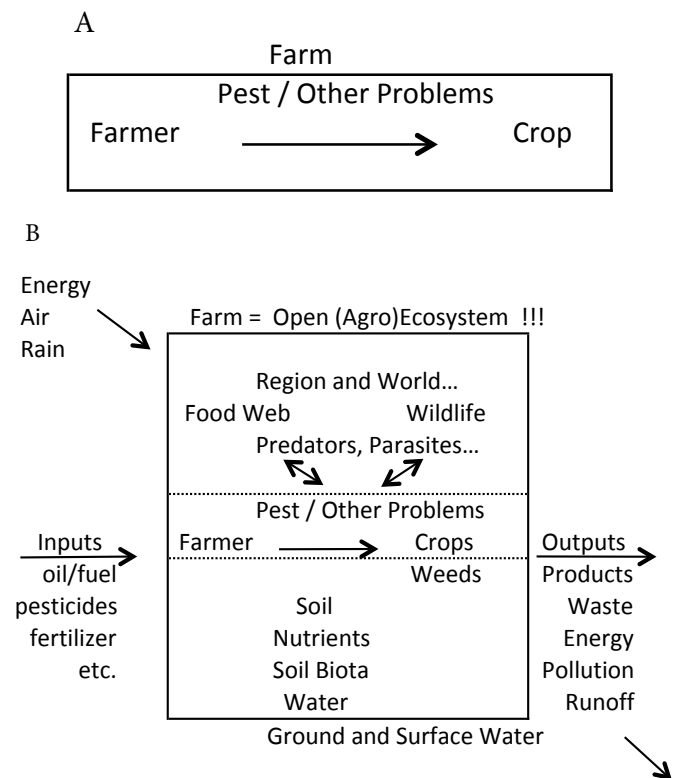 A
Farm
Pest / Other Problems
Farmer Crop
B
Energy
Air
Rain
Farm = Open (Agro)Ecosystem !!!
Region and World...
Food Web Wildlife
Predators, Parasites...
Pest / Other Problems
Inputs Farmer Crops Outputs
oil/fuel Weeds Products
pesticides Soil Waste
fertilizer Nutrients Energy
etc. Soil Biota Pollution
Water Runoff
Ground and Surface Water